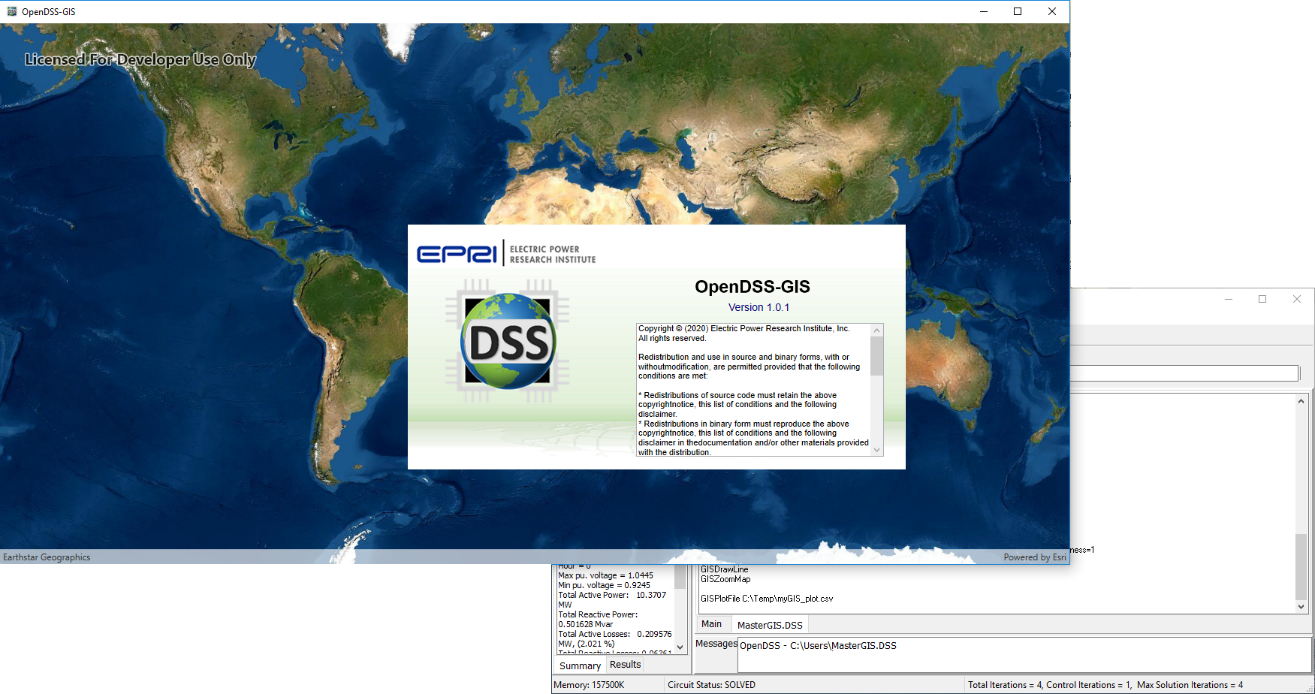 OpenDSS-GIS
Licensed For Developer Use Only
EPRI
ELECTRIC POWER
RESEARCH INSTITUTE
DSS
OpenDSS-GIS
Version 1.0.1
Copyright © (2020) Electric Power Research Institute, Inc.
All rights reserved.
Redistribution and use in source and binary forms, with or
withoutmodification, are permitted provided that the following
conditions are met:
* Redistributions of source code must retain the above
copyrightnotice, this list of conditions and the following
disclaimer.
* Redistributions in binary form must reproduce the above
copyrightnotice, this list of conditions and the following
disclaimer in thedocumentation and/or other materials provided
with the distribution.
Earthstar Geographics
Powered by Esri
ness=1
Hour = 0
Max pu. voltage = 1.0445
Min pu. voltage = 0.9245
Total Active Power: 10.3707
MW
Total Reactive Power:
0.501628 Mvar
Total Active Losses: 0.209576
MW, (2.021 %)
Total Reactive Losses: 0.06261
GISDrawLine
GISZoomMap
GISPlotFile C:\Temp\myGIS_plot.csv
Main
MasterGIS.DSS
Messages
OpenDSS - C:\Users\MasterGIS.DSS
Summary
Results
Memory: 157500K
Circuit Status: SOLVED
Total Iterations = 4, Control Iterations = 1, Max Solution Iterations = 4